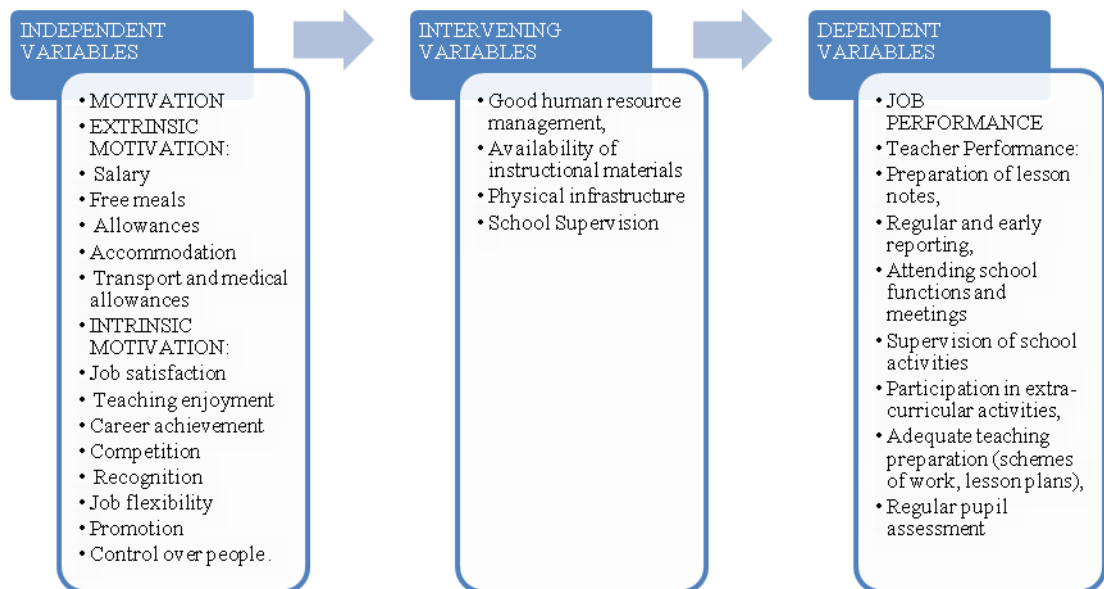 INDEPENDENT
VARIABLES
• MOTIVATION
• EXTRINSIC
MOTIVATION:
• Salary
• Free meals
• Allowances
• Accommodation
• Transport and medical
allowances
• INTRINSIC
MOTIVATION:
• Job satisfaction
• Teaching enjoyment
• Career achievement
• Competition
• Recognition
• Job flexibility
• Promotion
• Control over people.
INTERVENING
VARIABLES
• Good human resource
management,
• Availability of
instructional materials
• Physical infrastructure
• School Supervision
DEPENDENT
VARIABLES
• JOB
PERFORMANCE
• Teacher Performance:
• Preparation of lesson
notes,
• Regular and early
reporting,
• Attending school
functions and
meetings
• Supervision of school
activities
• Participation in extra-
curricular activities,
• Adequate teaching
preparation (schemes
of work, lesson plans),
• Regular pupil
assessment